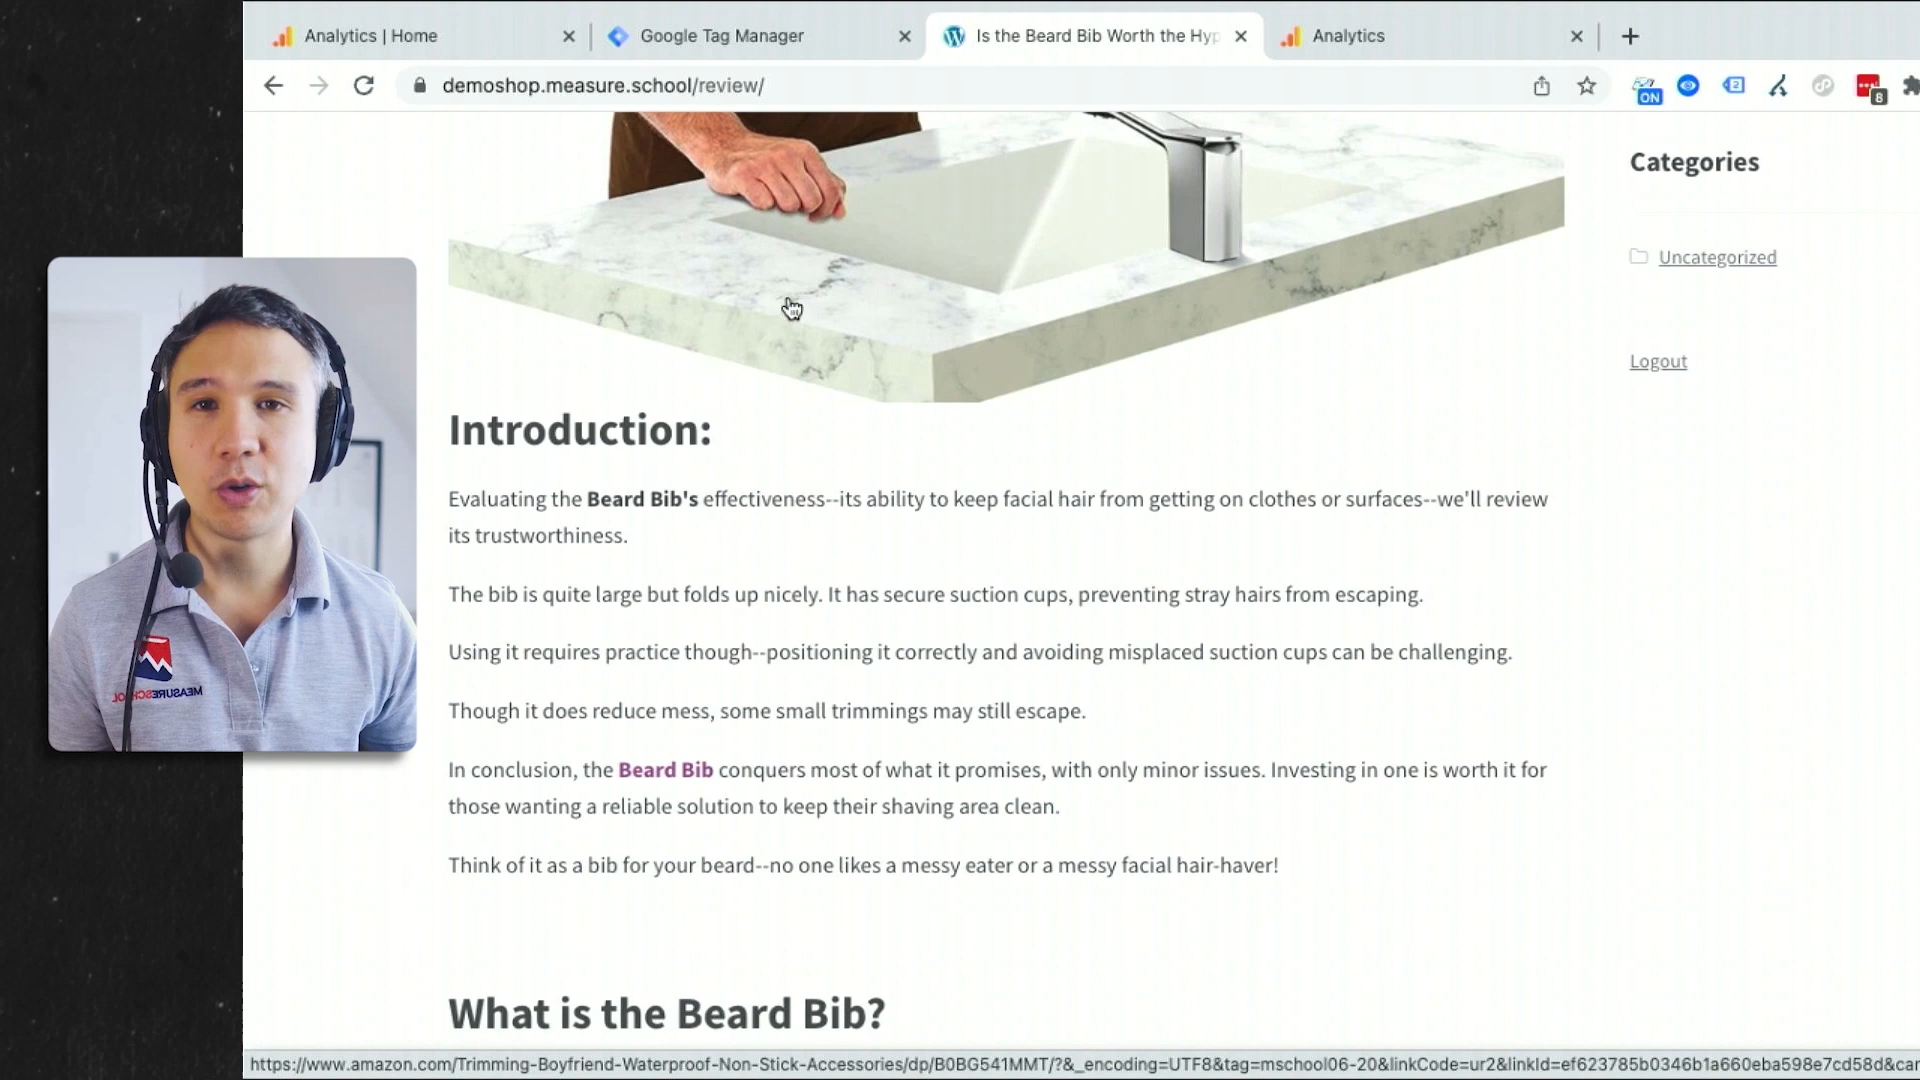 Analytics | Home
Google Tag Manager
Is the Beard Bib Worth the Hyp
Analytics
demoshop.measure.school/review/
ON
2
8
Categories
Uncategorized
Logout
Introduction:
Evaluating the Beard Bib's effectiveness--its ability to keep facial hair from getting on clothes or surfaces--we'll review
its trustworthiness.
The bib is quite large but folds up nicely. It has secure suction cups, preventing stray hairs from escaping.
Using it requires practice though--positioning it correctly and avoiding misplaced suction cups can be challenging.
Though it does reduce mess, some small trimmings may still escape.
In conclusion, the Beard Bib conquers most of what it promises, with only minor issues. Investing in one is worth it for
those wanting a reliable solution to keep their shaving area clean.
Think of it as a bib for your beard--no one likes a messy eater or a messy facial hair-haver!
What is the Beard Bib?
MEASURESCHOOL
https://www.amazon.com/Trimming-Boyfriend-Waterproof-Non-Stick-Accessories/dp/B0BG541MMT/?&_encoding=UTF8&tag=mschool06-20&linkCode=ur2&linkId=ef623785b0346b1a660eba598e7cd58d&car